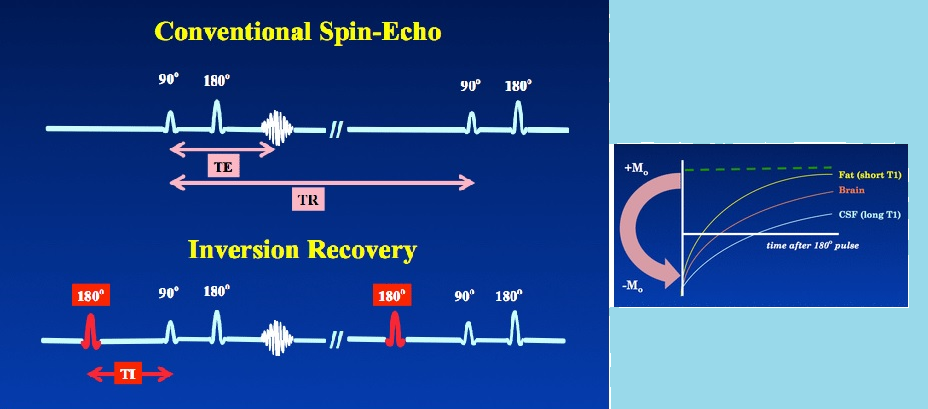 Conventional Spin-Echo
90° 180° 90° 180°
TE
TR
Inversion Recovery
180° 90° 180° 180° 90° 180°
TI
+Mo
Fat (short T1)
Brain
CSF (long T1)
time after 180° pulse
-Mo